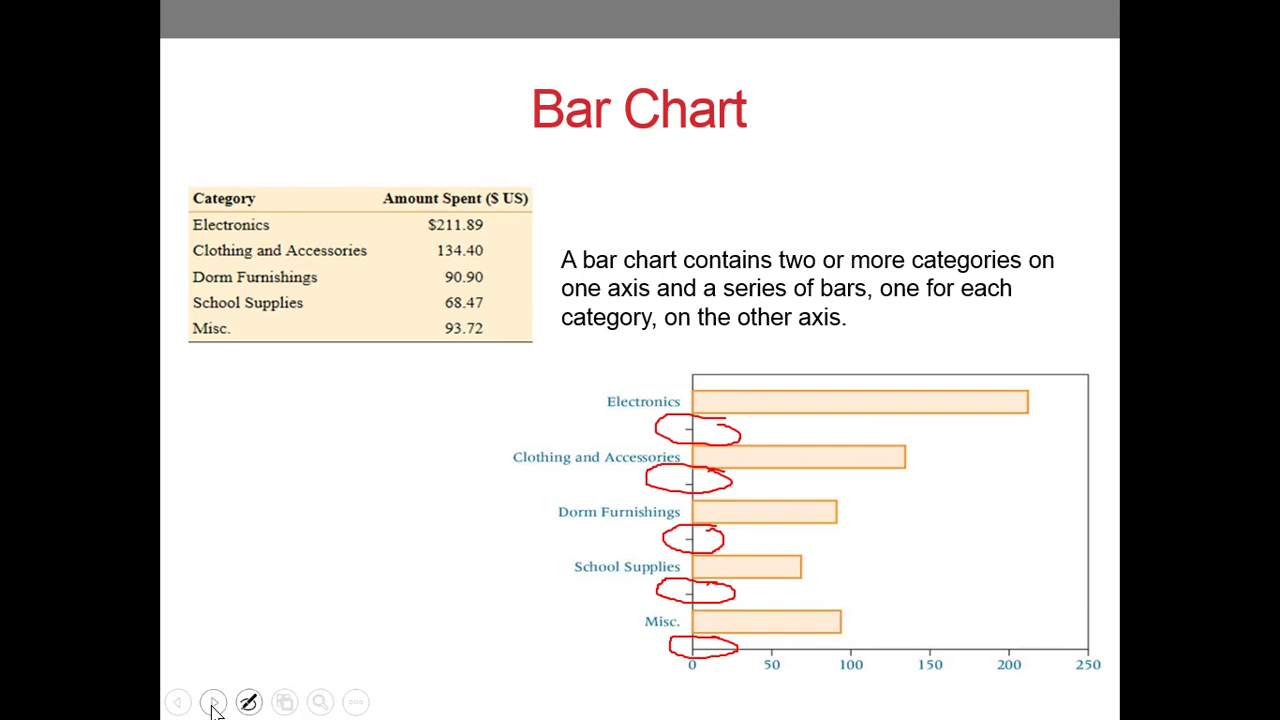 Bar Chart
Category Amount Spent ($ US)
Electronics $211.89
Clothing and Accessories 134.40
Dorm Furnishings 90.90
School Supplies 68.47
Misc. 93.72
A bar chart contains two or more categories on
one axis and a series of bars, one for each
category, on the other axis.
Electronics
Clothing and Accessories
Dorm Furnishings
School Supplies
Misc.
0 50 100 150 200 250